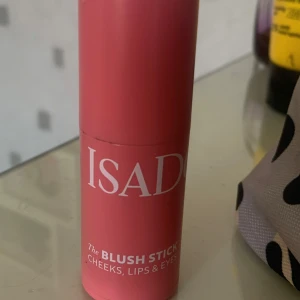 ISAD
The BLUSH STICK
CHEEKS, LIPS & EYES